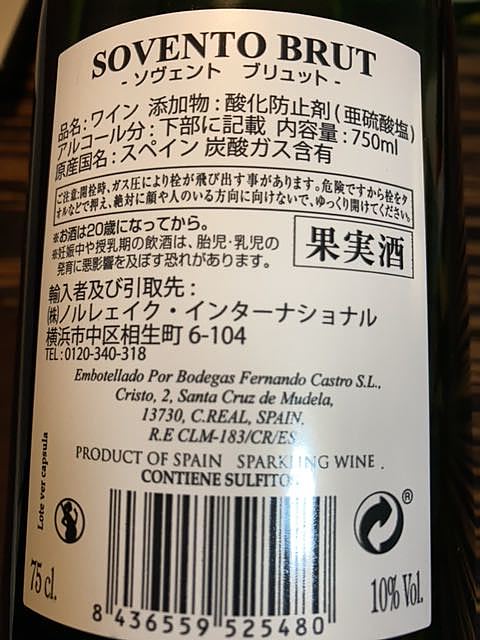 SOVENTO BRUT
- ソヴェント ブリュット -
品名 : ワイン 添加物 : 酸化防止剤 ( 亜硫酸塩 )
アルコール分 : 下部に記載 内容量 : 750ml
原産国名 : スペイン 炭酸ガス含有
ご注意:開栓時、ガス圧により栓が飛び出す事があります。危険ですから栓をタ
オルなどで押え、絶対に顔や人のいる方向に向けないで、ゆっくり開けてください。
※お酒は20歳になってから。
※妊娠中や授乳期の飲酒は、胎児・乳児の
発育に悪影響を及ぼす恐れがあります。
果実酒
輸入者及び引取先 :
(株)ノルレェイク・インターナショナル
横浜市中区相生町 6-104
TEL : 0120-340-318
Embotellado Por Bodegas Fernando Castro S.L.,
Cristo, 2, Santa Cruz de Mudela,
13730, C.REAL, SPAIN.
R.E CLM-183/CR/ES
PRODUCT OF SPAIN SPARKLING WINE .
CONTIENE SULFITO
Lote ver capsula
®
75 cl.
10% Vol.
8 436559 525480